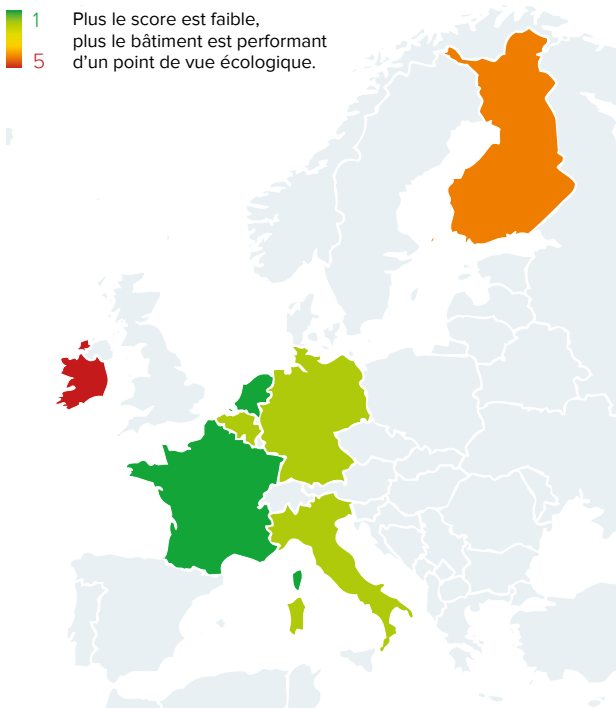 1 Plus le score est faible,
plus le bâtiment est performant
5 d’un point de vue écologique.